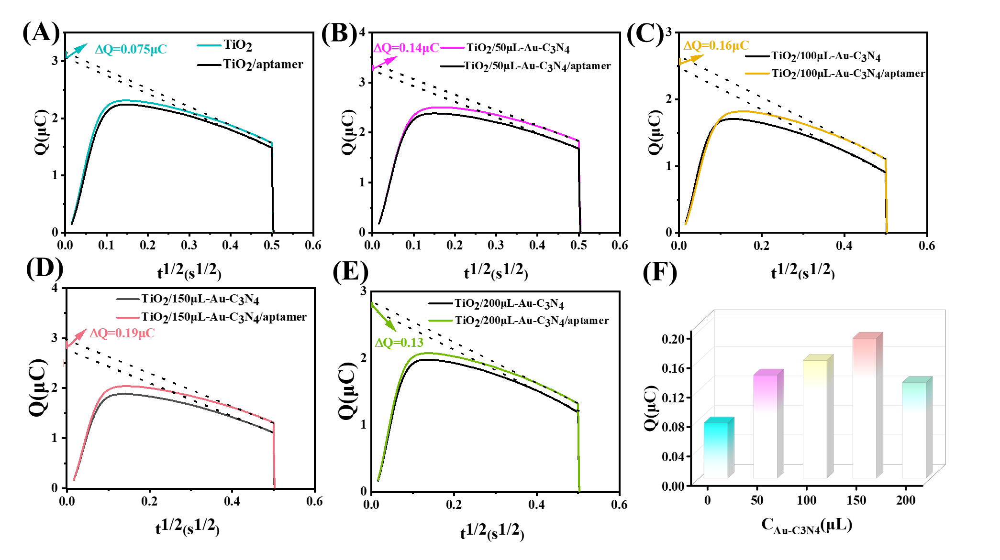 (A)
ΔQ=0.075μC
TiO2
TiO2/aptamer
Q(μC)
3
2
1
0
0.0 0.1 0.2 0.3 0.4 0.5 0.6
t1/2(s1/2)
(B)
ΔQ=0.14μC
TiO2/50μL-Au-C3N4
TiO2/50μL-Au-C3N4/aptamer
Q(μC)
4
3
2
1
0
0.0 0.1 0.2 0.3 0.4 0.5 0.6
t1/2(s1/2)
(C)
ΔQ=0.16μC
TiO2/100μL-Au-C3N4
TiO2/100μL-Au-C3N4/aptamer
Q(μC)
3
2
1
0
0.0 0.2 0.4 0.6
t1/2(s1/2)
(D)
TiO2/150μL-Au-C3N4
TiO2/150μL-Au-C3N4/aptamer
ΔQ=0.19μC
Q(μC)
4
3
2
1
0
0.0 0.2 0.4 0.6
t1/2(s1/2)
(E)
TiO2/200μL-Au-C3N4
TiO2/200μL-Au-C3N4/aptamer
ΔQ=0.13
Q(μC)
3
2
1
0
0.0 0.2 0.4 0.6
t1/2(s1/2)
(F)
Q(μC)
0.20
0.16
0.12
0.08
0.04
0.00
0 50 100 150 200
CAu-C3N4(μL)